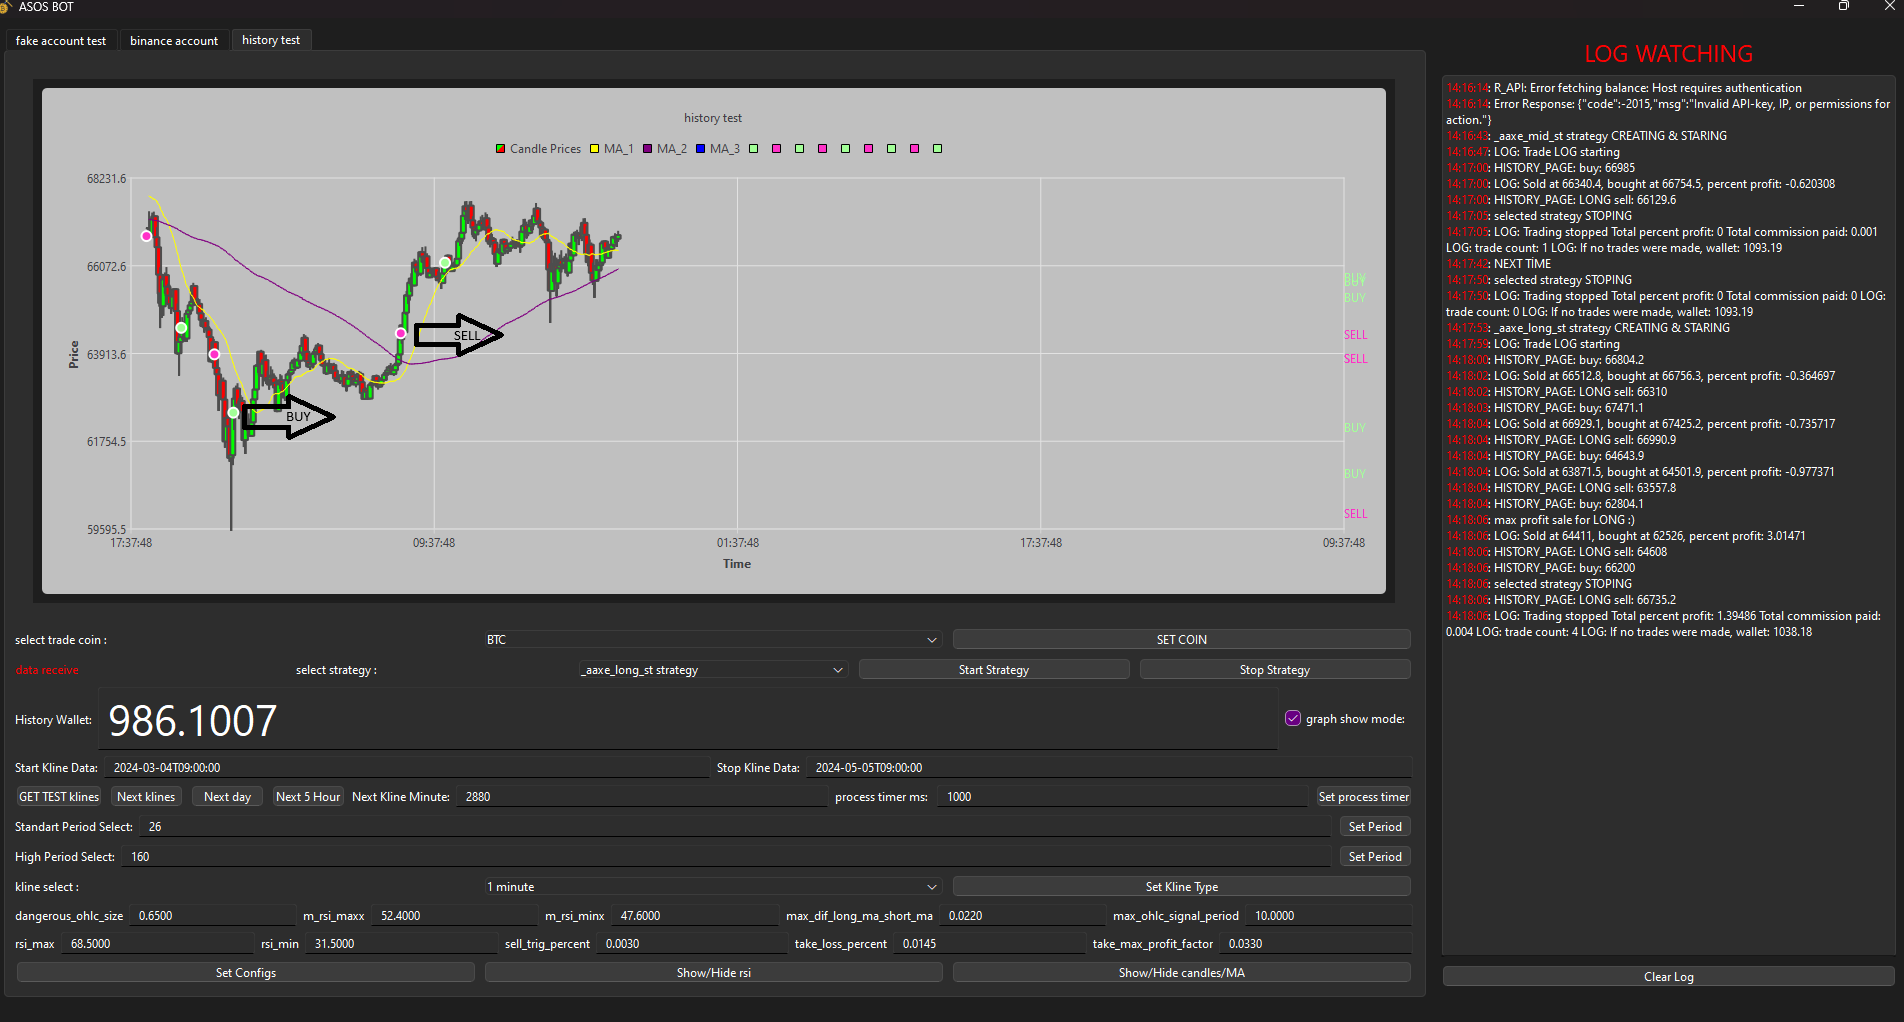 ASOS BOT
fake account test
binance account
history test
history test
Candle Prices MA_1 MA_2 MA_3
68231.6
66072.6
63913.6
61754.5
59595.5
Price
SELL
BUY
BUY
BUY
BUY
SELL
SELL
BUY
BUY
SELL
17:37:48
09:37:48
01:37:48
17:37:48
09:37:48
Time
select trade coin :
BTC
SET COIN
data receive
select strategy :
_aaxe_long_st strategy
Start Strategy
Stop Strategy
History Wallet:
986.1007
graph show mode:
Start Kline Data:
2024-03-04T09:00:00
Stop Kline Data:
2024-05-05T09:00:00
GET TEST klines
Next klines
Next day
Next 5 Hour
Next Kline Minute:
2880
process timer ms:
1000
Set process timer
Standart Period Select:
26
Set Period
High Period Select:
160
Set Period
kline select :
1 minute
Set Kline Type
dangerous_ohlc_size
0.6500
m_rsi_maxx
52.4000
m_rsi_minx
47.6000
max_dif_long_ma_short_ma
0.0220
max_ohlc_signal_period
10.0000
rsi_max
68.5000
rsi_min
31.5000
sell_trig_percent
0.0030
take_loss_percent
0.0145
take_max_profit_factor
0.0330
Set Configs
Show/Hide rsi
Show/Hide candles/MA
LOG WATCHING
14:16:14: R_API: Error fetching balance: Host requires authentication
14:16:14: Error Response: {"code":-2015,"msg":"Invalid API-key, IP, or permissions for
action."}
14:16:43: _aaxe_mid_st strategy CREATING & STARING
14:16:47: LOG: Trade LOG starting
14:17:00: HISTORY_PAGE: buy: 66985
14:17:00: LOG: Sold at 66340.4, bought at 66754.5, percent profit: -0.620308
14:17:00: HISTORY_PAGE: LONG sell: 66129.6
14:17:05: selected strategy STOPING
14:17:05: LOG: Trading stopped Total percent profit: 0 Total commission paid: 0.001
LOG: trade count: 1 LOG: If no trades were made, wallet: 1093.19
14:17:42: NEXT TİME
14:17:50: selected strategy STOPING
14:17:50: LOG: Trading stopped Total percent profit: 0 Total commission paid: 0 LOG:
trade count: 0 LOG: If no trades were made, wallet: 1093.19
14:17:53: _aaxe_long_st strategy CREATING & STARING
14:17:59: LOG: Trade LOG starting
14:18:00: HISTORY_PAGE: buy: 66804.2
14:18:02: LOG: Sold at 66512.8, bought at 66756.3, percent profit: -0.364697
14:18:02: HISTORY_PAGE: LONG sell: 66310
14:18:03: HISTORY_PAGE: buy: 67471.1
14:18:04: LOG: Sold at 66929.1, bought at 67425.2, percent profit: -0.735717
14:18:04: HISTORY_PAGE: LONG sell: 66990.9
14:18:04: HISTORY_PAGE: buy: 64643.9
14:18:04: LOG: Sold at 63871.5, bought at 64501.9, percent profit: -0.977371
14:18:04: HISTORY_PAGE: LONG sell: 63557.8
14:18:04: HISTORY_PAGE: buy: 62804.1
14:18:06: max profit sale for LONG :)
14:18:06: LOG: Sold at 64411, bought at 62526, percent profit: 3.01471
14:18:06: HISTORY_PAGE: LONG sell: 64608
14:18:06: HISTORY_PAGE: buy: 66200
14:18:06: selected strategy STOPING
14:18:06: HISTORY_PAGE: LONG sell: 66735.2
14:18:06: LOG: Trading stopped Total percent profit: 1.39486 Total commission paid:
0.004 LOG: trade count: 4 LOG: If no trades were made, wallet: 1038.18
Clear Log